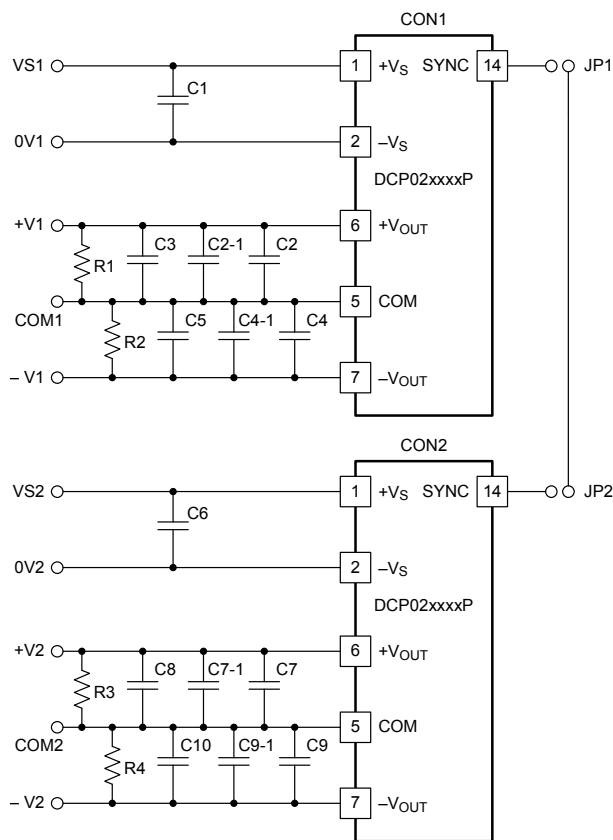 CON1
VS1
1 +VS SYNC 14
JP1
C1
0V1
2 –VS
DCP02xxxxP
+V1
6 +VOUT
R1 C3 C2-1 C2
COM1
5 COM
R2 C5 C4-1 C4
– V1
7 –VOUT
CON2
VS2
1 +VS SYNC 14
JP2
C6
0V2
2 –VS
DCP02xxxxP
+V2
6 +VOUT
R3 C8 C7-1 C7
COM2
5 COM
R4 C10 C9-1 C9
– V2
7 –VOUT